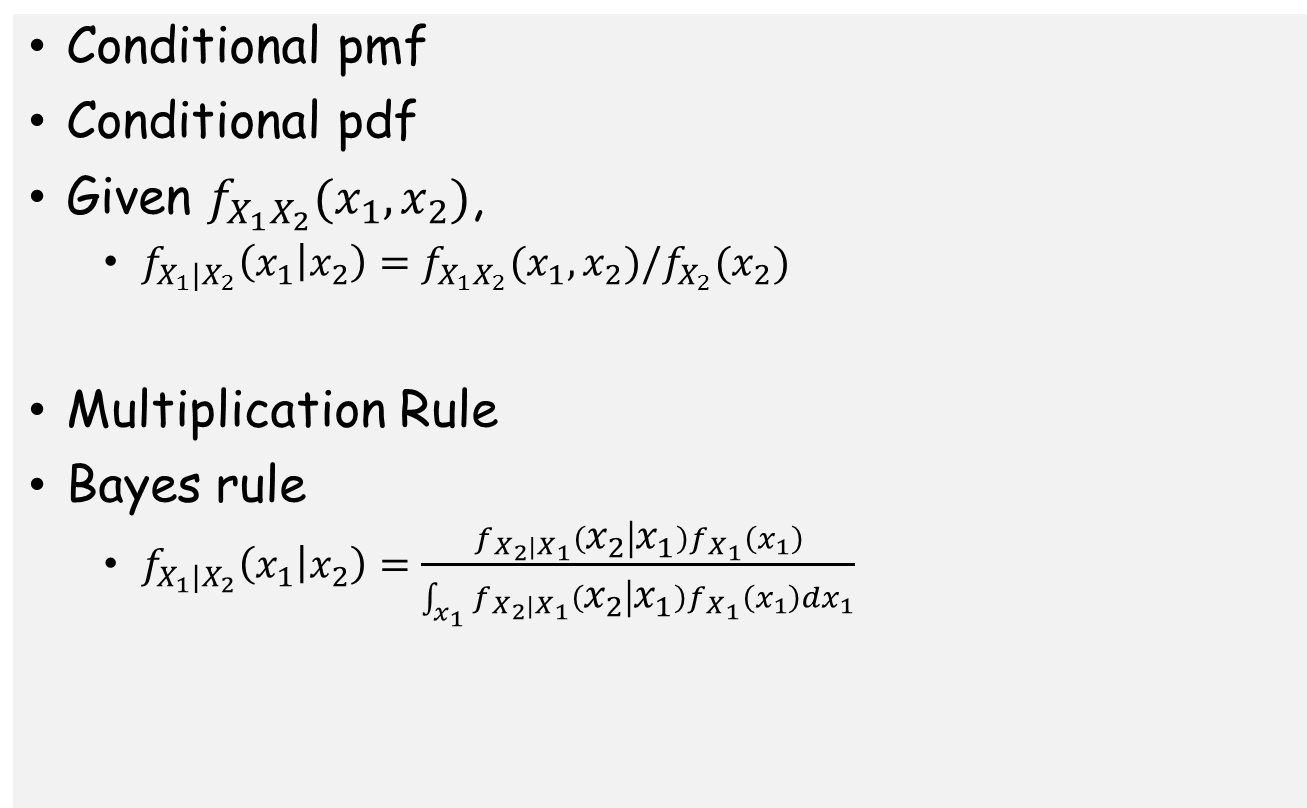 • Conditional pmf
• Conditional pdf
• Given $f_{X_1X_2}(x_1, x_2)$,
• $f_{X_1|X_2}(x_1|x_2) = f_{X_1X_2}(x_1, x_2)/f_{X_2}(x_2)$
• Multiplication Rule
• Bayes rule
• $f_{X_1|X_2}(x_1|x_2) = \frac{f_{X_2|X_1}(x_2|x_1)f_{X_1}(x_1)}{\int_{x_1} f_{X_2|X_1}(x_2|x_1)f_{X_1}(x_1)dx_1}$